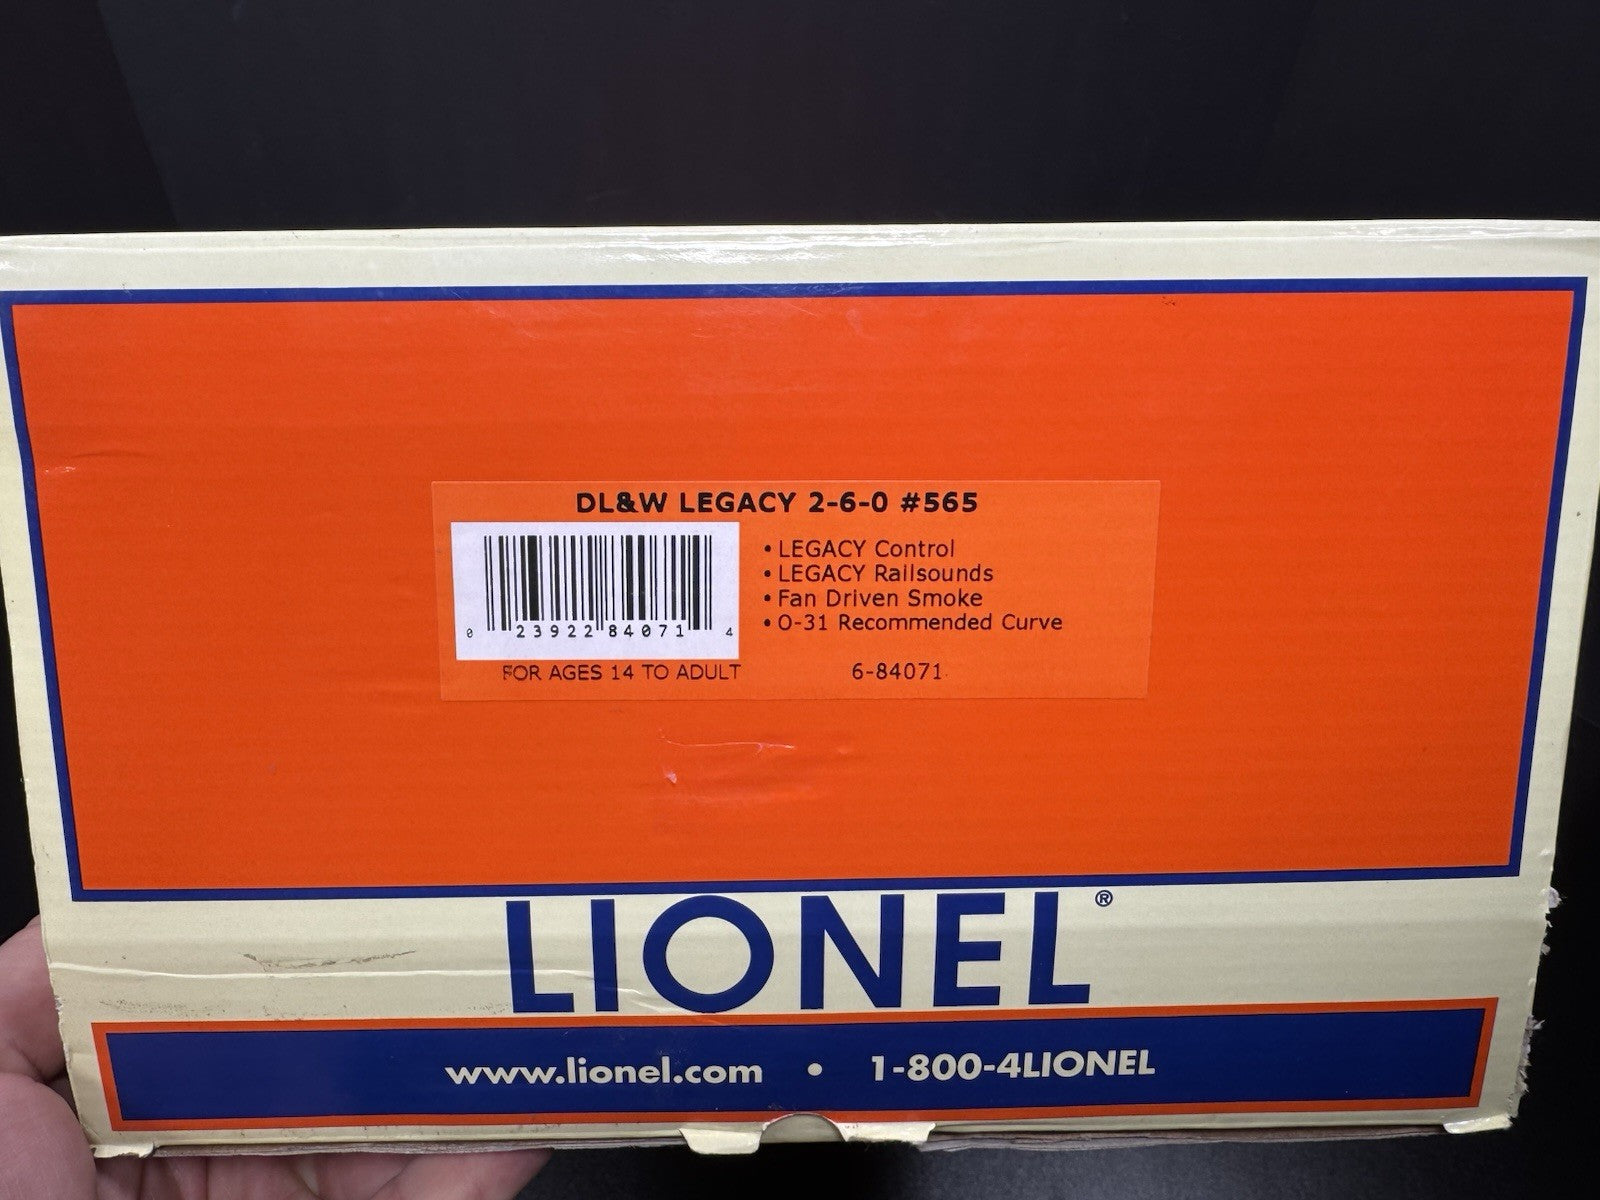 DL&W LEGACY 2-6-0 #565
• LEGACY Control
• LEGACY Railsounds
• Fan Driven Smoke
• O-31 Recommended Curve
0 23922 84071 4
FOR AGES 14 TO ADULT
6-84071
LIONEL®
www.lionel.com • 1-800-4LIONEL